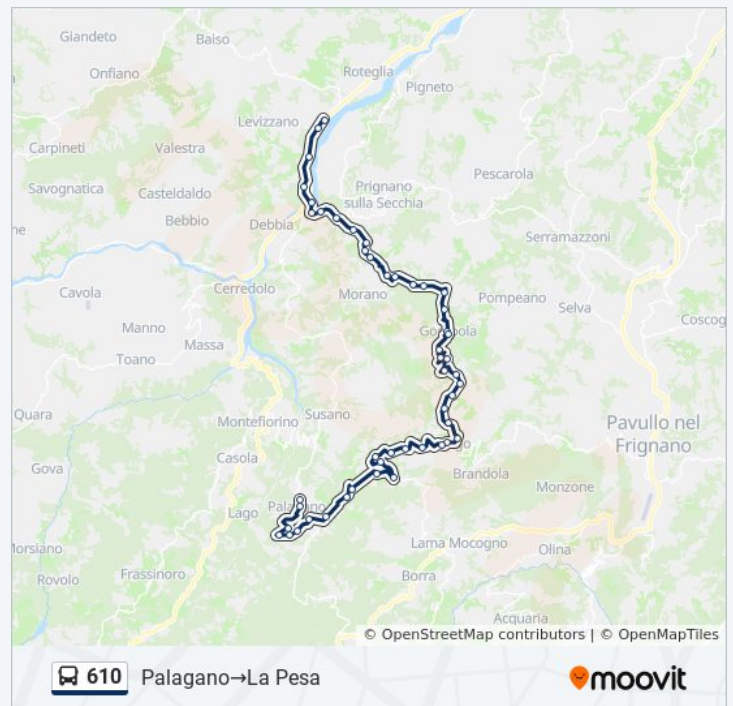 Giandeto
Baiso
Onfiano
Roteglia
Pigneto
Levizzano
Carpineti
Valestra
Pescarola
Savognatica
Casteldaldo
Prignano
sulla Secchia
Bebbio
Debbia
Serramazzoni
Cerredolo
Cavola
Morano
Pompeano
Selva
Coscog
Manno
Massa
Toano
Quara
Susano
Montefiorino
Pavullo nel
Frignano
Casola
Gova
Brandola
Monzone
Lago
Lama Mocogno
Olina
Frassinoro
Rovolo
Borra
Acquaria
© OpenStreetMap contributors | © OpenMapTiles
610 Palagano→La Pesa
moovit